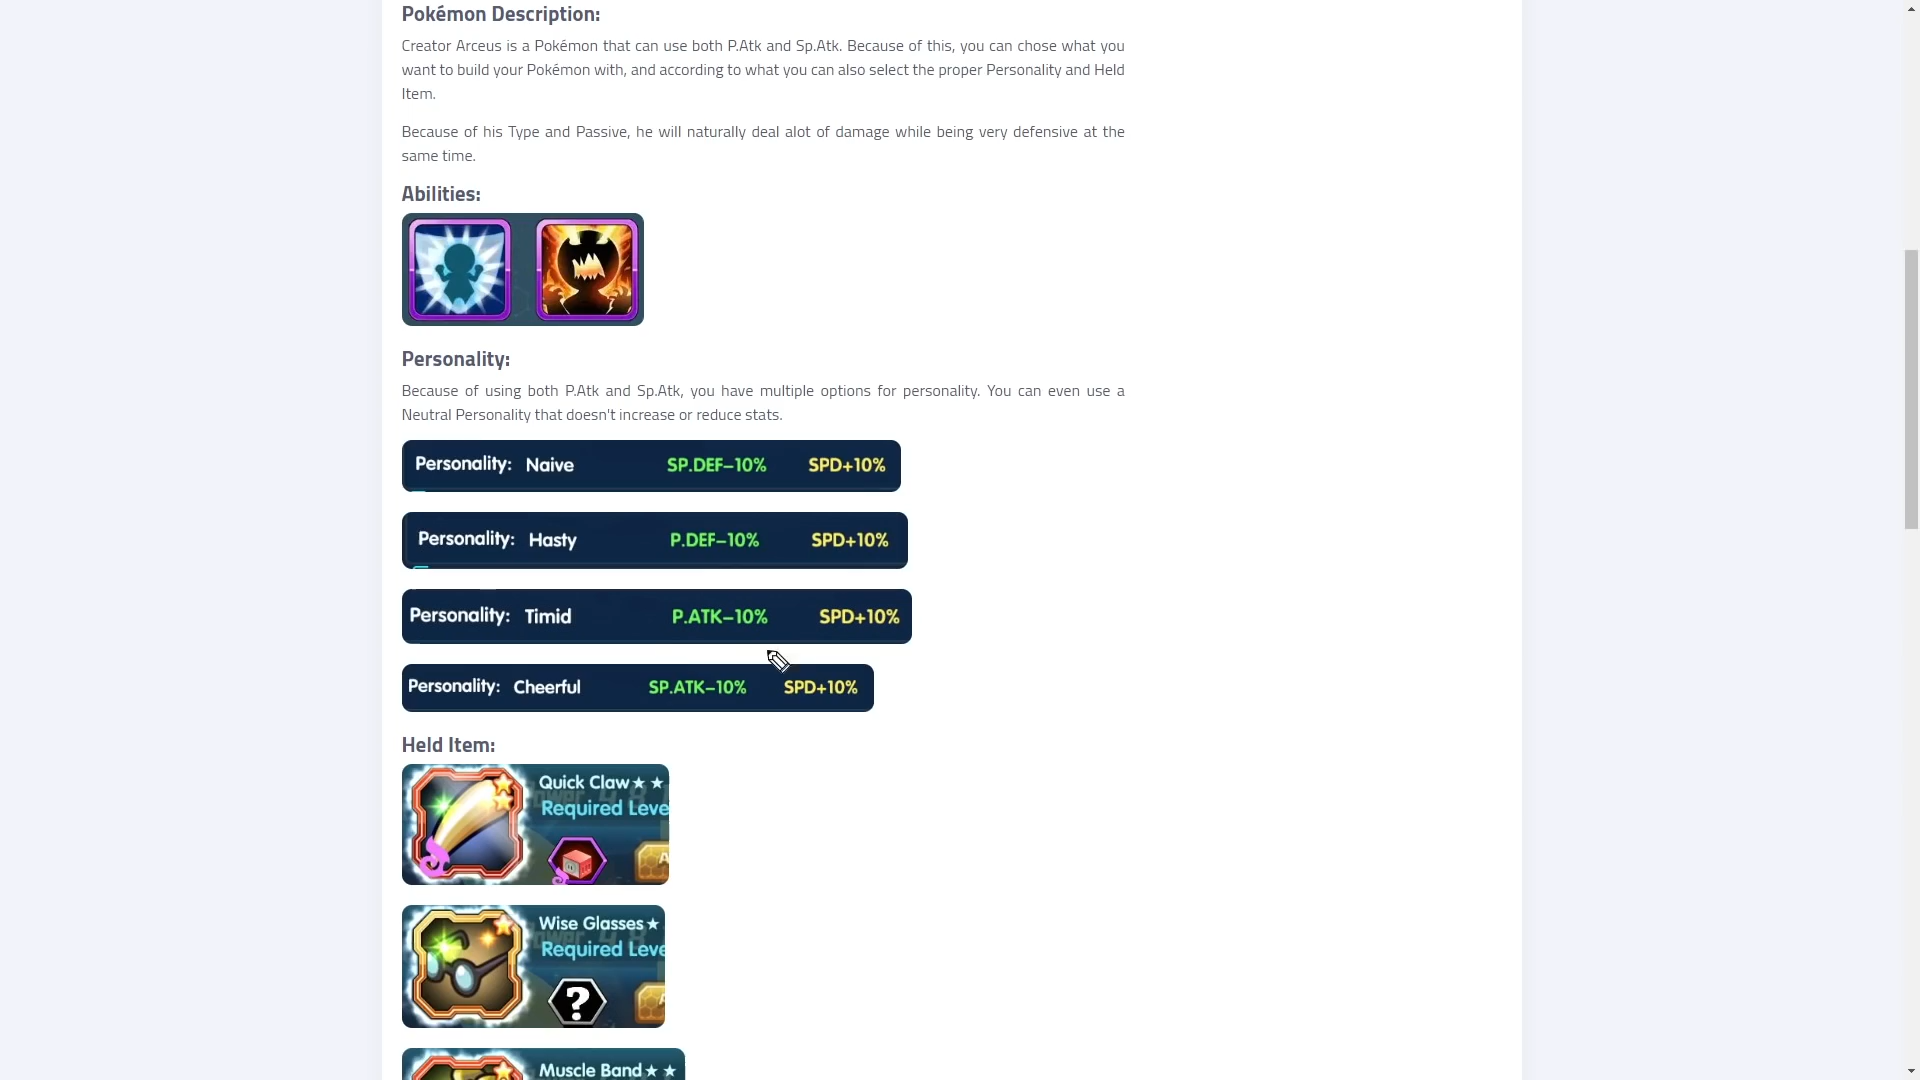 Pokémon Description:
Creator Arceus is a Pokémon that can use both P.Atk and Sp.Atk. Because of this, you can chose what you
want to build your Pokémon with, and according to what you can also select the proper Personality and Held
Item.
Because of his Type and Passive, he will naturally deal alot of damage while being very defensive at the
same time.
Abilities:
Personality:
Because of using both P.Atk and Sp.Atk, you have multiple options for personality. You can even use a
Neutral Personality that doesn't increase or reduce stats.
Personality: Naive SP.DEF-10% SPD+10%
Personality: Hasty P.DEF-10% SPD+10%
Personality: Timid P.ATK-10% SPD+10%
Personality: Cheerful SP.ATK-10% SPD+10%
Held Item:
Quick Claw★★
Required Leve
Wise Glasses★
Required Leve
?
Muscle Band★★